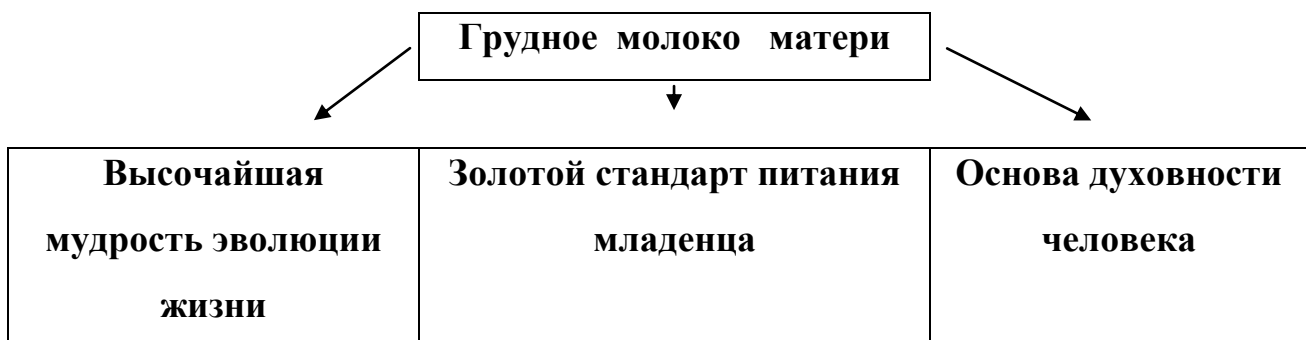 Грудное молоко матери
Высочайшая
мудрость эволюции
жизни
Золотой стандарт питания
младенца
Основа духовности
человека